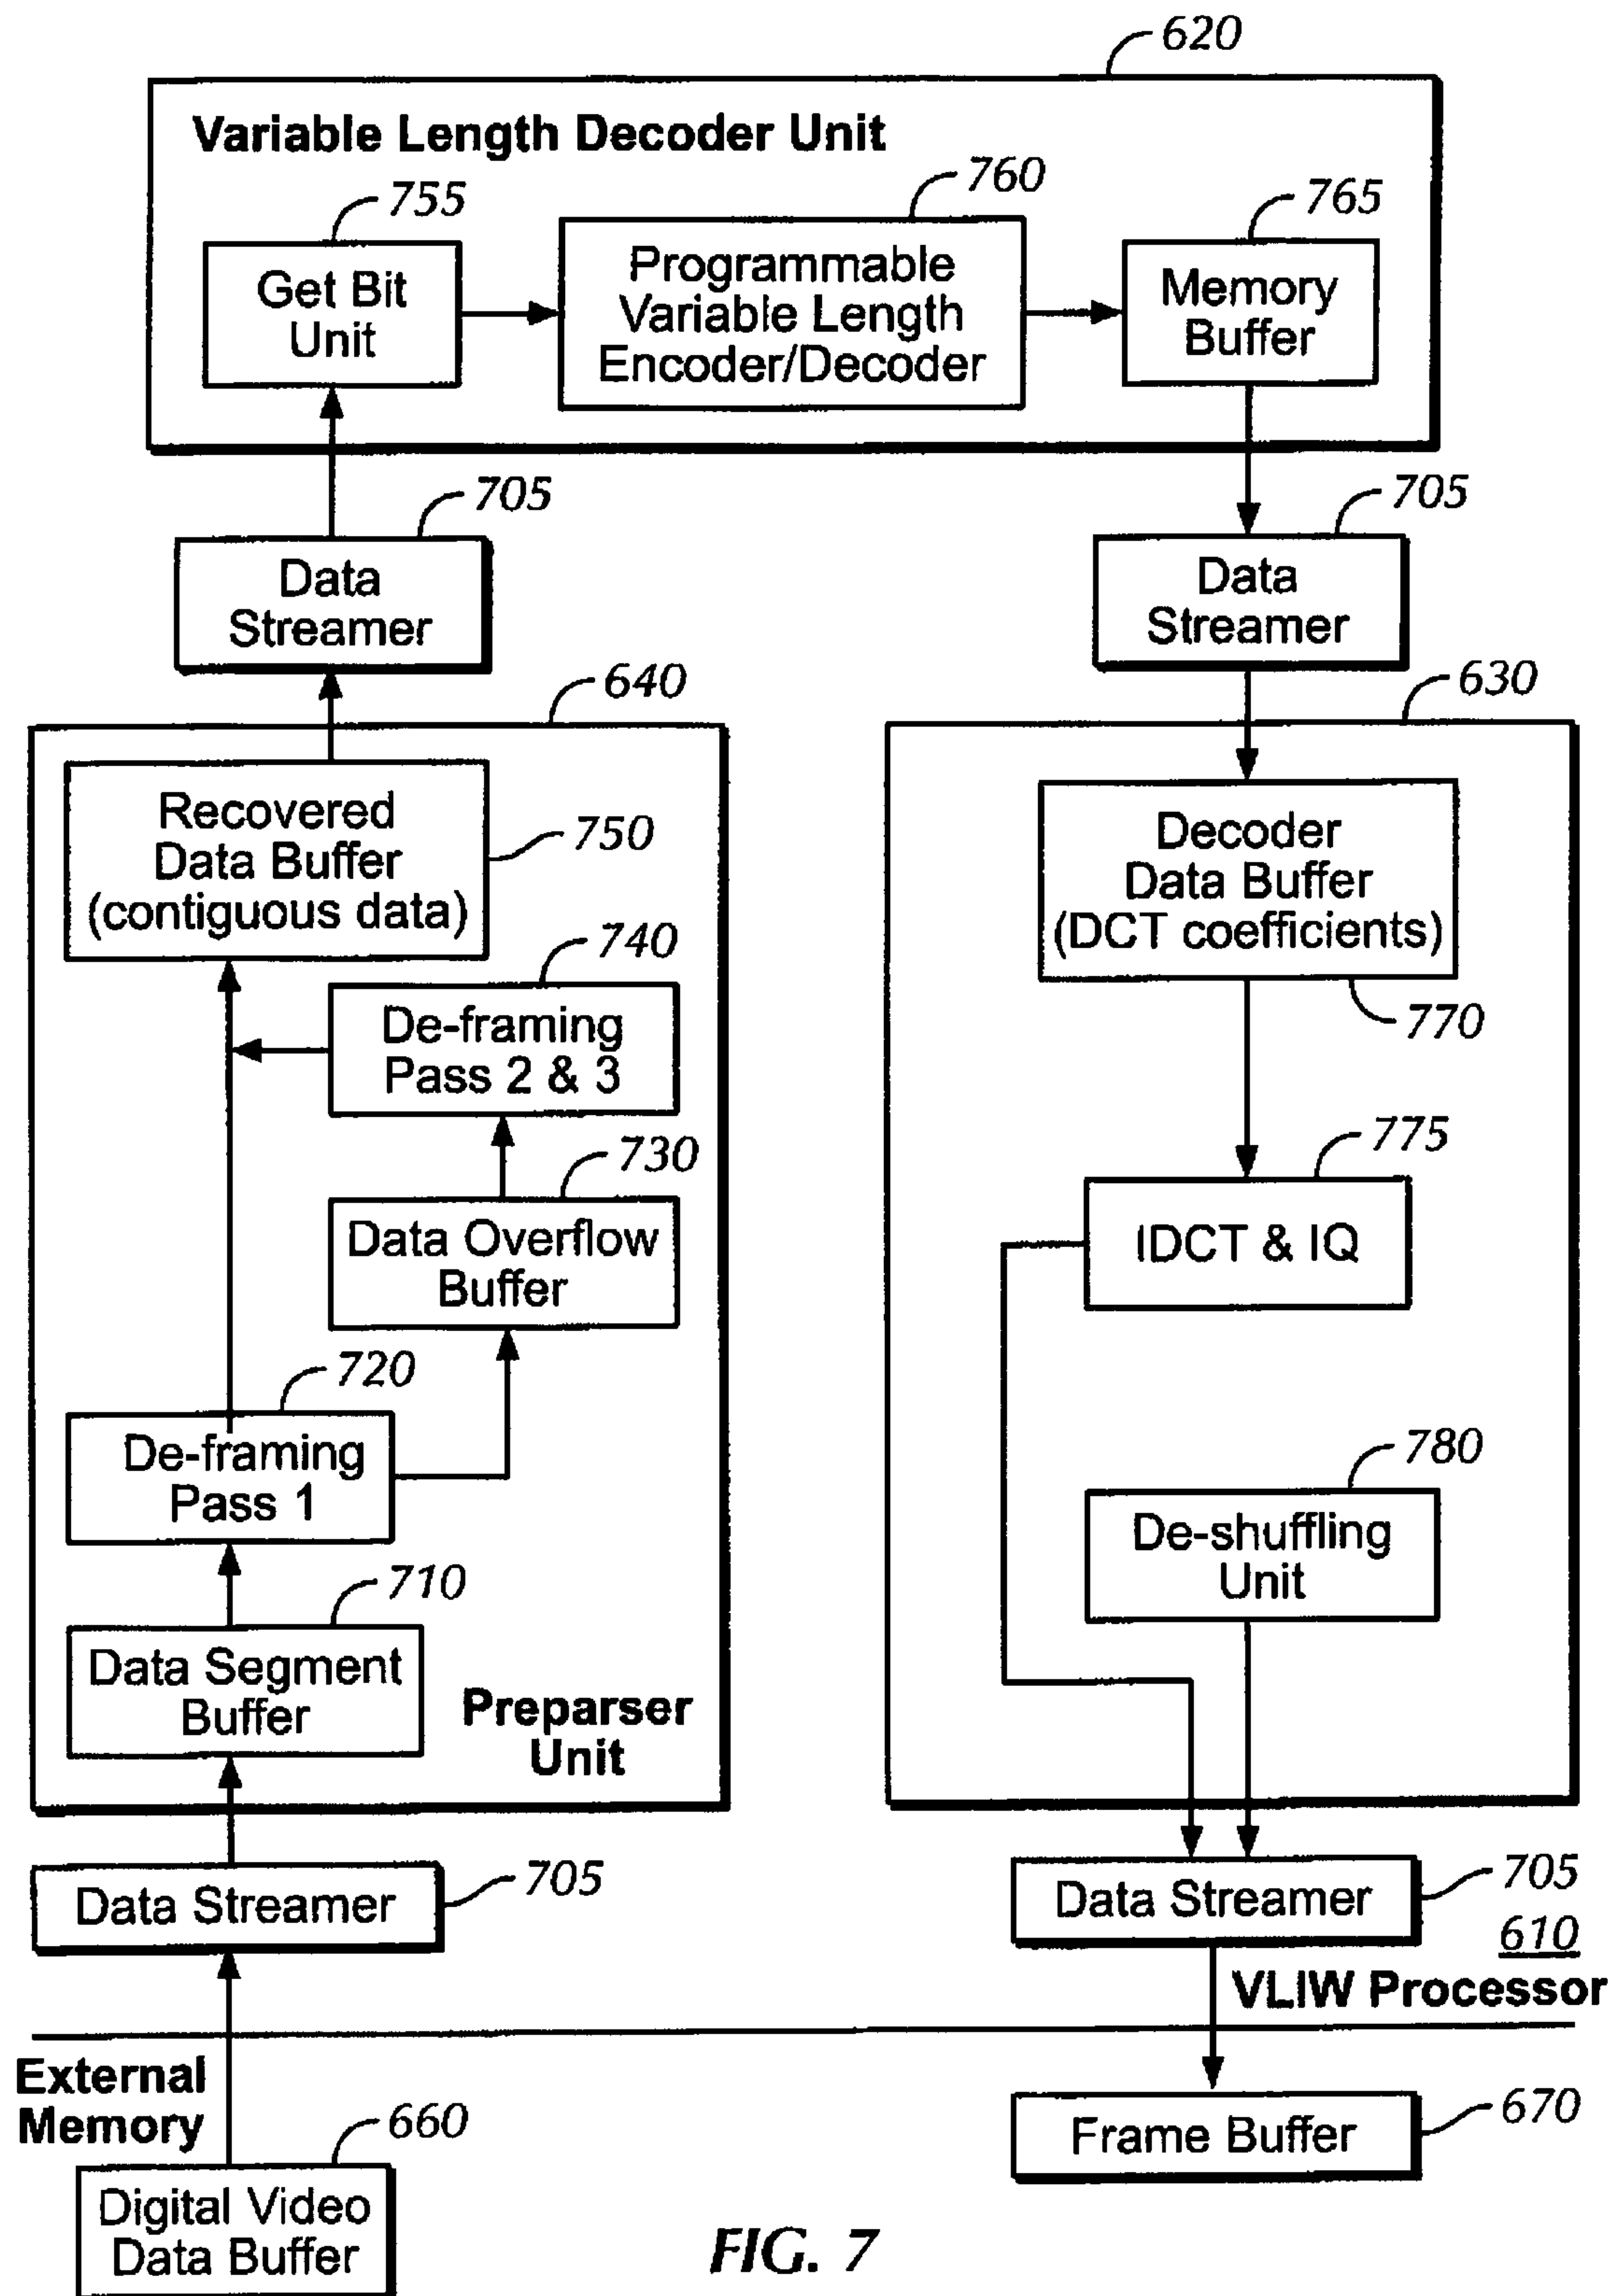 620
Variable Length Decoder Unit
755
760
765
Get Bit
Unit
Programmable
Variable Length
Encoder/Decoder
Memory
Buffer
705
705
Data
Streamer
Data
Streamer
640
630
Recovered
Data Buffer
(contiguous data)
750
Decoder
Data Buffer
(DCT coefficients)
770
740
De-framing
Pass 2 & 3
730
Data Overflow
Buffer
775
IDCT & IQ
720
De-framing
Pass 1
780
De-shuffling
Unit
710
Data Segment
Buffer
Preparser
Unit
Data Streamer
705
Data Streamer
705
610
VLIW Processor
External
Memory
660
Digital Video
Data Buffer
Frame Buffer
670
FIG. 7